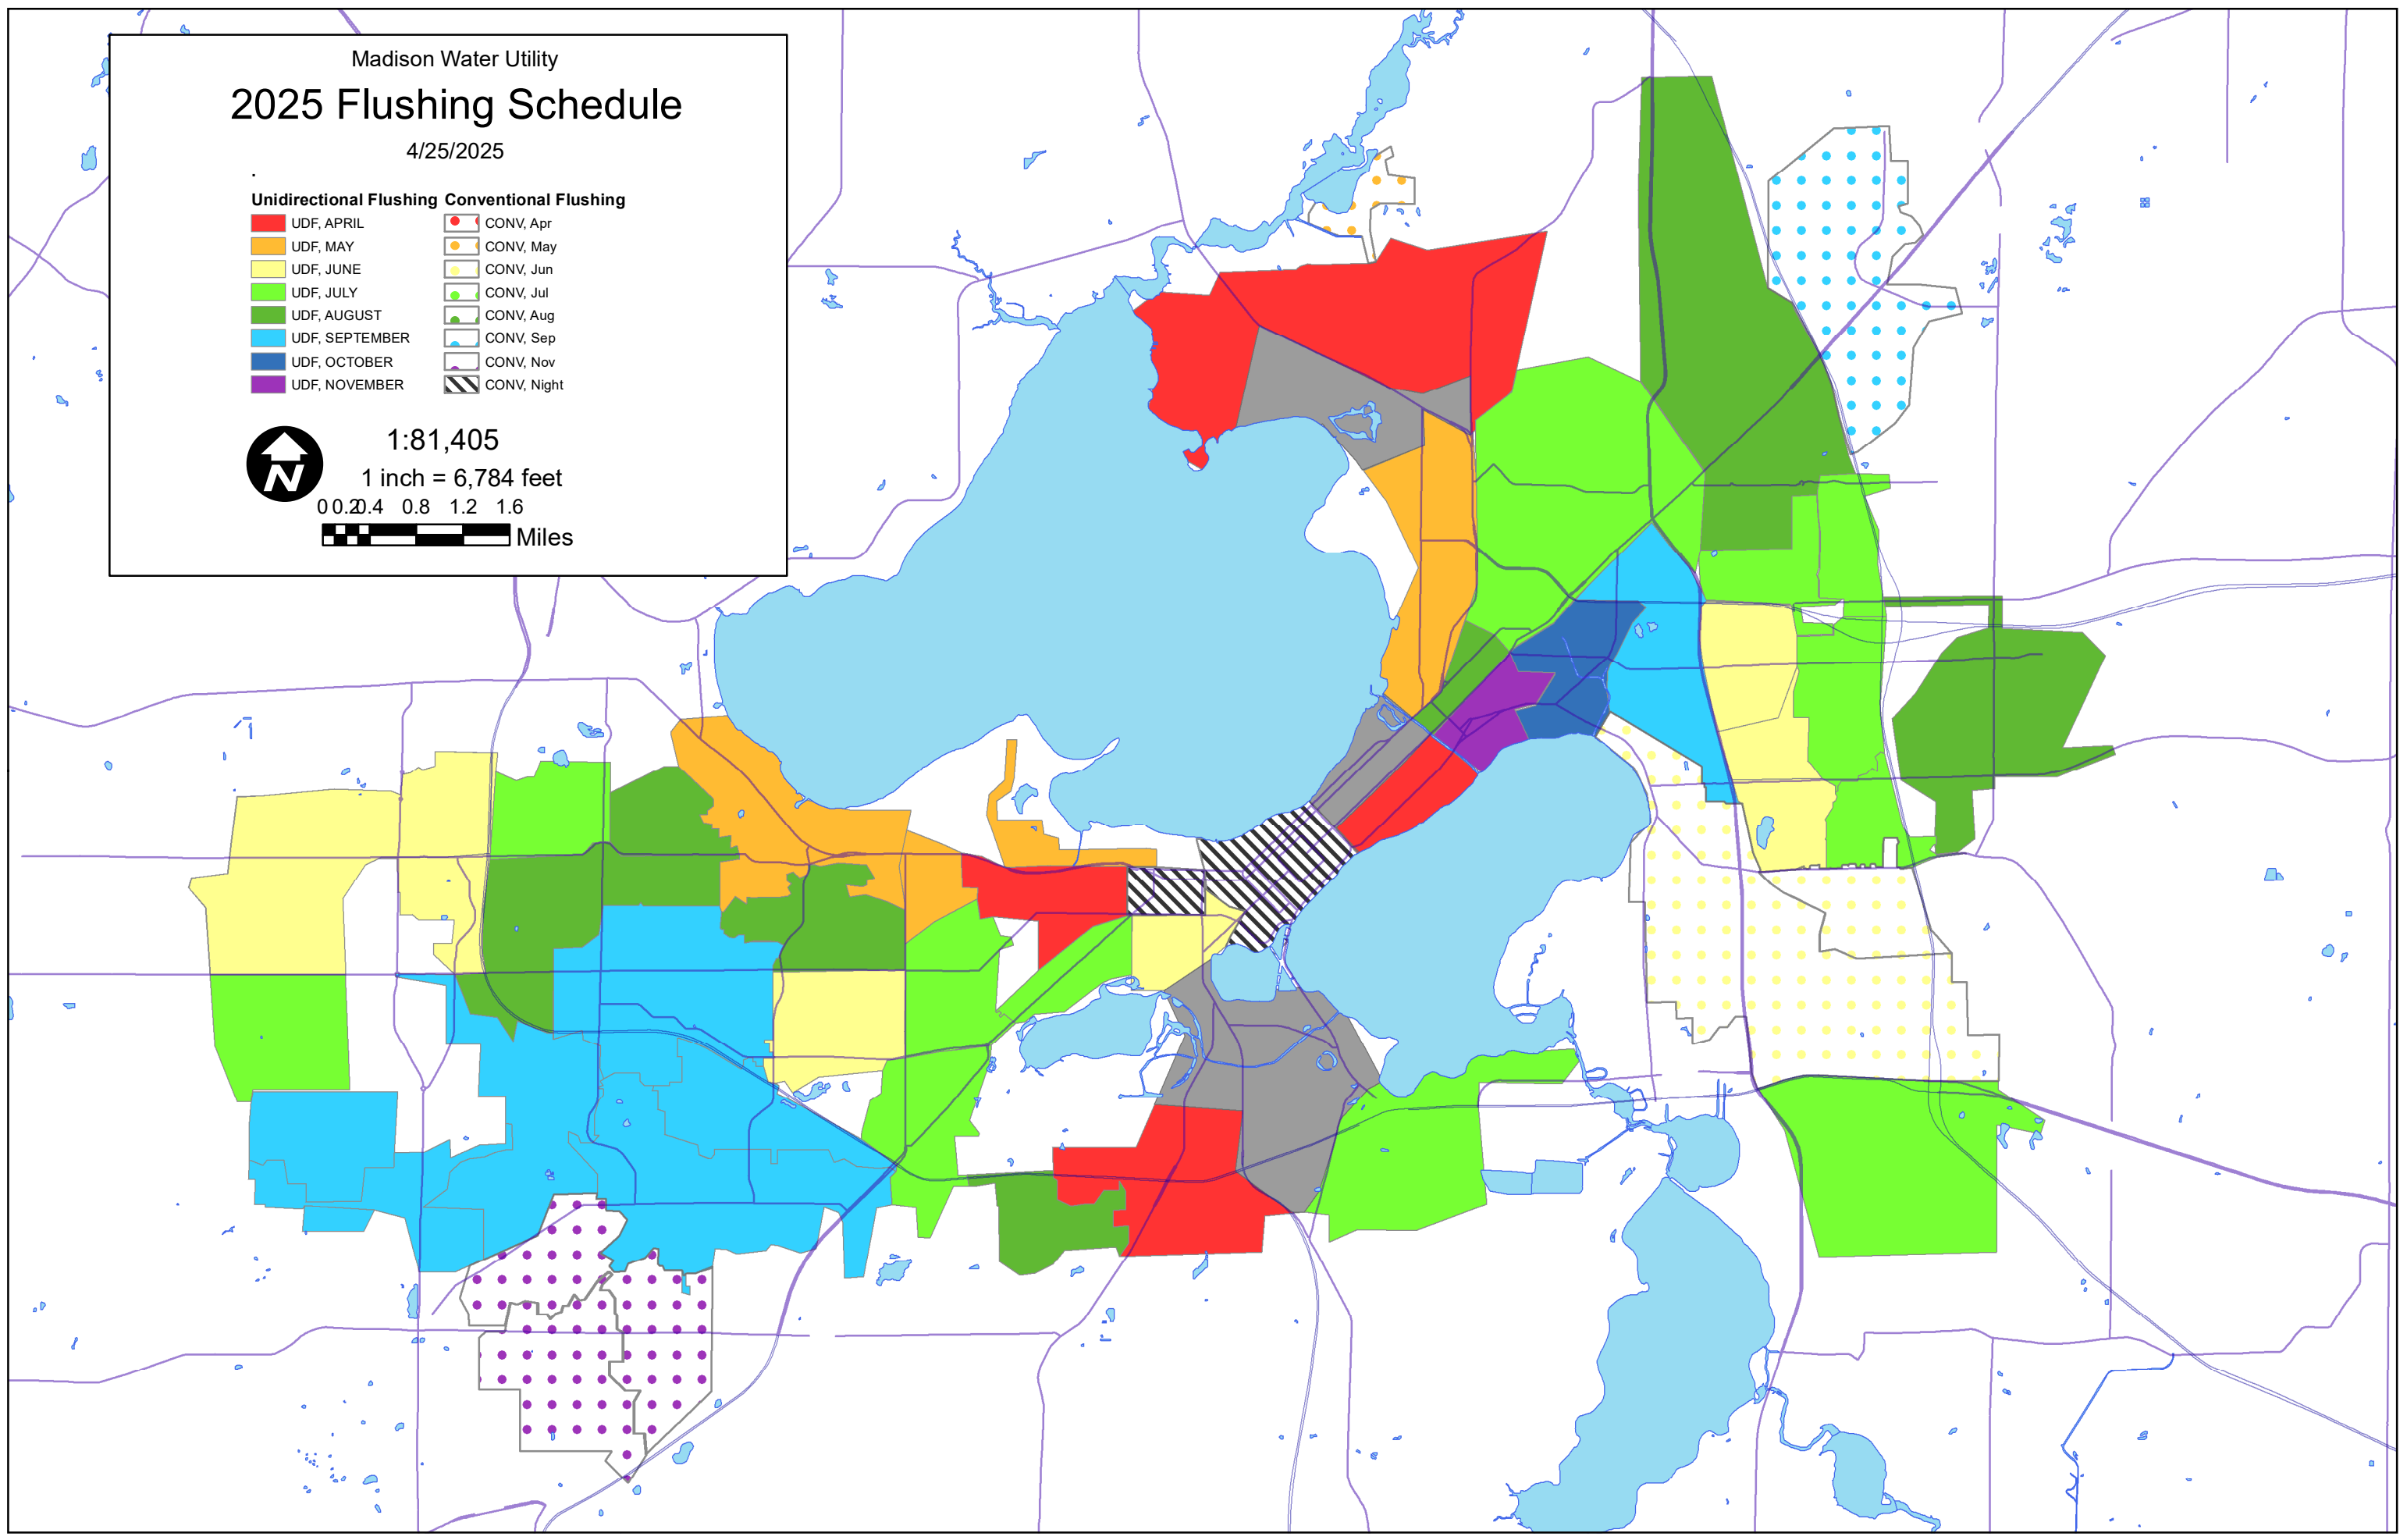 Madison Water Utility
2025 Flushing Schedule
4/25/2025
.
Unidirectional Flushing Conventional Flushing
UDF, APRIL CONV, Apr
UDF, MAY CONV, May
UDF, JUNE CONV, Jun
UDF, JULY CONV, Jul
UDF, AUGUST CONV, Aug
UDF, SEPTEMBER CONV, Sep
UDF, OCTOBER CONV, Nov
UDF, NOVEMBER CONV, Night
N
1:81,405
1 inch = 6,784 feet
0 0.2 0.4 0.8 1.2 1.6
Miles